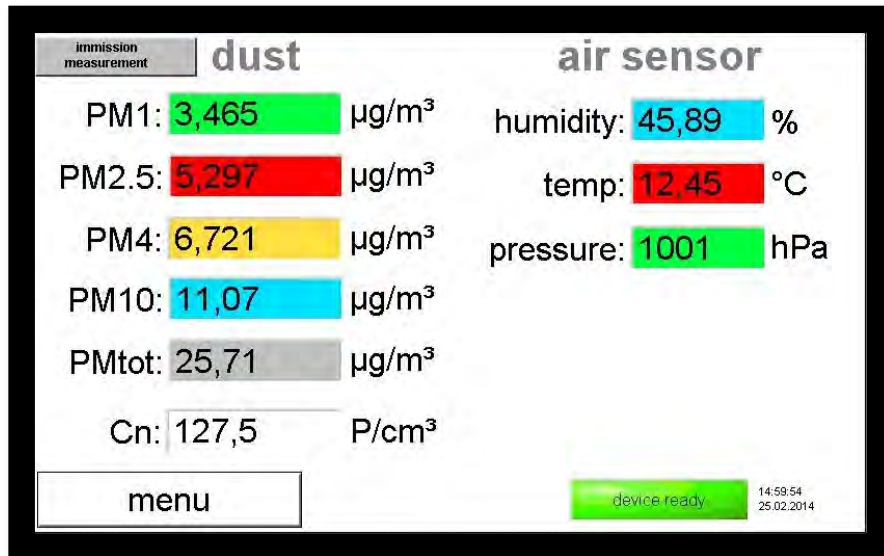 immission
measurement
dust
PM1: 3,465 µg/m³
PM2.5: 5,297 µg/m³
PM4: 6,721 µg/m³
PM10: 11,07 µg/m³
PMtot: 25,71 µg/m³
Cn: 127,5 P/cm³
menu
air sensor
humidity: 45,89 %
temp: 12,45 °C
pressure: 1001 hPa
device ready
14:59:54
25.02.2014